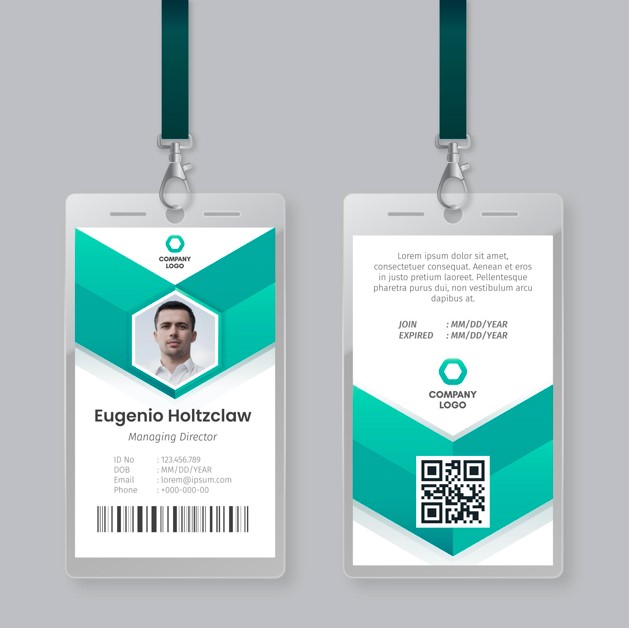 COMPANY
LOGO
Eugenio Holtzclaw
Managing Director
ID No : 123.456.789
DOB : MM/DD/YEAR
Email : lorem@ipsum.com
Phone : +000-000-00
Lorem ipsum dolor sit amet,
consectetuer consequat. Aenean et eros
in justo pretium laoreet. Pellentesque
pharetra purus dui, non bibendum nisl
dapibus at.
JOIN : MM/DD/YEAR
EXPIRED : MM/DD/YEAR
COMPANY
LOGO